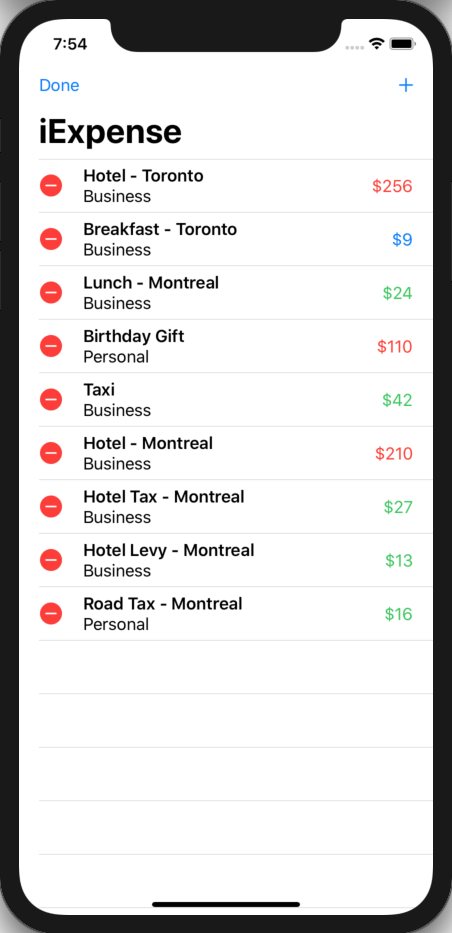 7:54
Done +
iExpense
Hotel - Toronto
Business
$256
Breakfast - Toronto
Business
$9
Lunch - Montreal
Business
$24
Birthday Gift
Personal
$110
Taxi
Business
$42
Hotel - Montreal
Business
$210
Hotel Tax - Montreal
Business
$27
Hotel Levy - Montreal
Business
$13
Road Tax - Montreal
Personal
$16